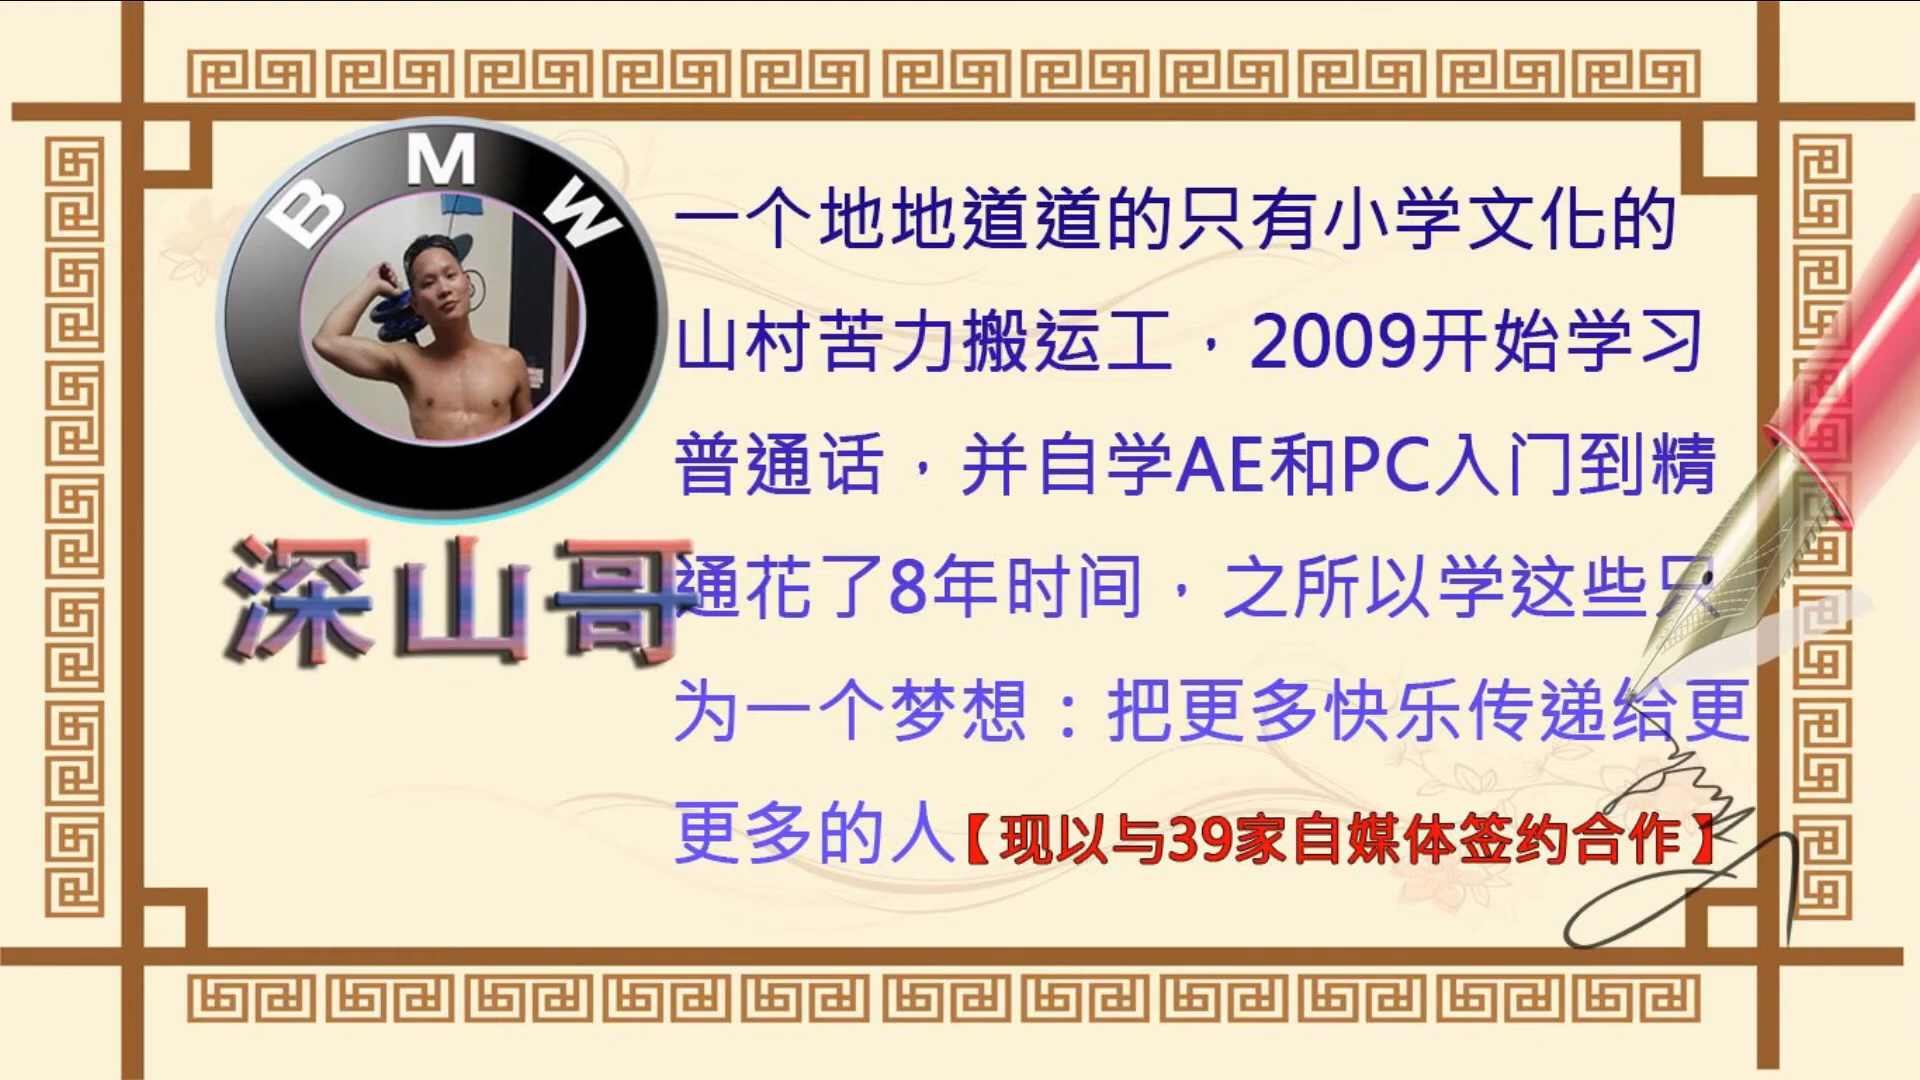 BMW
深山哥
一个地地道道的只有小学文化的
山村苦力搬运工，2009开始学习
普通话，并自学AE和PC入门到精
通花了8年时间，之所以学这些只
为一个梦想：把更多快乐传递给更
更多的人【现以与39家自媒体签约合作】